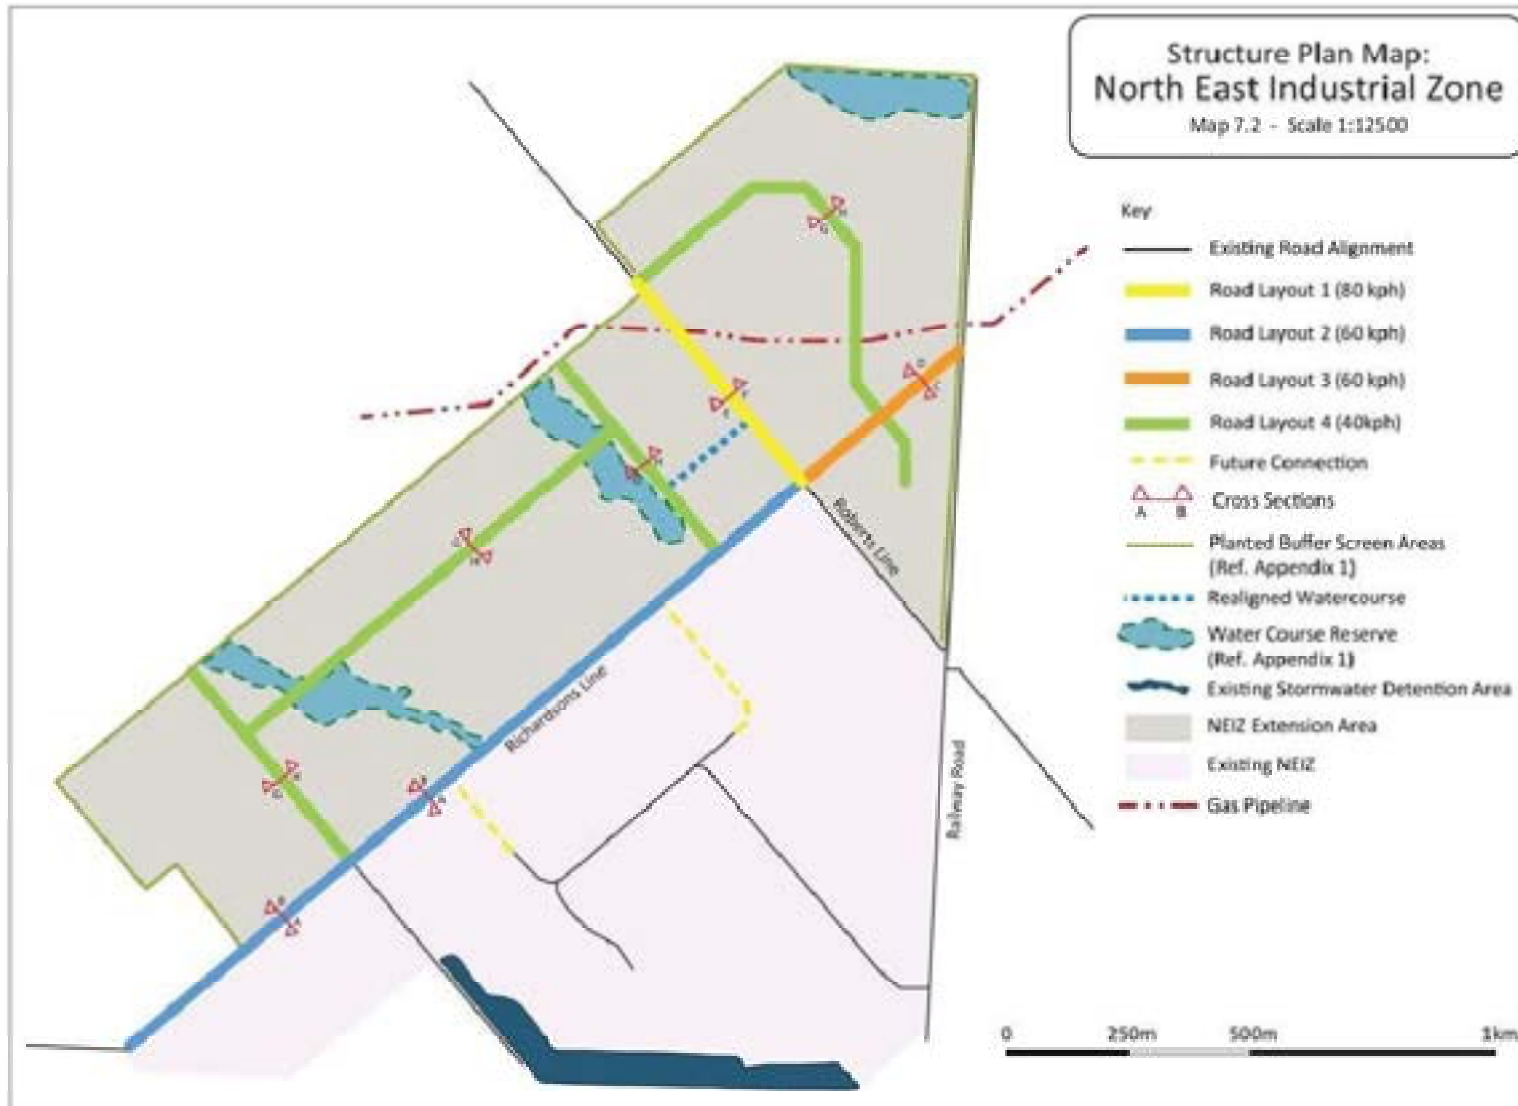 Structure Plan Map:
North East Industrial Zone
Map 7.2 - Scale 1:12500
Key
Existing Road Alignment
Road Layout 1 (80 kph)
Road Layout 2 (60 kph)
Road Layout 3 (60 kph)
Road Layout 4 (40kph)
Future Connection
Cross Sections
A B
Planted Buffer Screen Areas
(Ref. Appendix 1)
Realigned Watercourse
Water Course Reserve
(Ref. Appendix 1)
Existing Stormwater Detention Area
NEIZ Extension Area
Existing NEIZ
Gas Pipeline
Roberts Line
Richardsons Line
Railway Road
0 250m 500m 1km